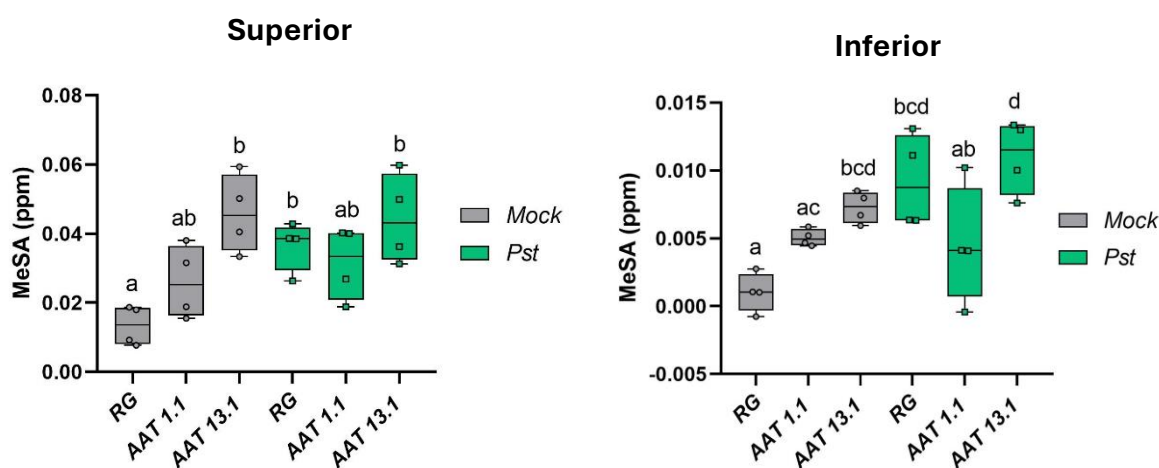 Superior
MeSA (ppm)
0.08
0.06
0.04
0.02
0.00
a
ab
b
b
ab
b
RG
AAT 1.1
AAT 13.1
RG
AAT 1.1
AAT 13.1
Mock
Pst
Inferior
MeSA (ppm)
0.015
0.010
0.005
0.000
-0.005
a
ac
bcd
bcd
ab
d
RG
AAT 1.1
AAT 13.1
RG
AAT 1.1
AAT 13.1
Mock
Pst